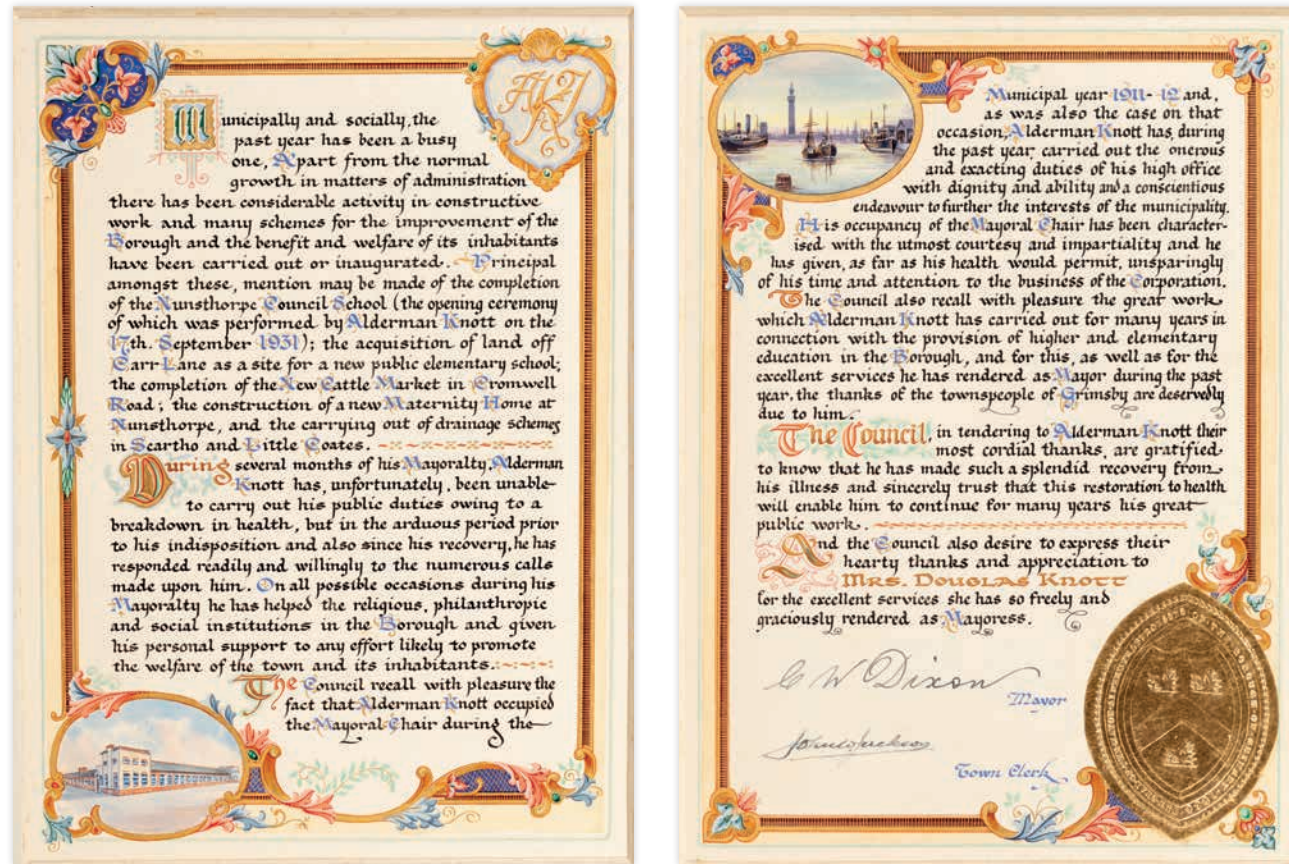 Municipally and socially, the
past year has been a busy
one, Apart from the normal
growth in matters of administration
there has been considerable activity in constructive
work and many schemes for the improvement of the
Borough and the benefit and welfare of its inhabitants
have been carried out or inaugurated. Principal
amongst these, mention may be made of the completion
of the Nunsthorpe Council School (the opening ceremony
of which was performed by Alderman Knott on the
17th. September 1931); the acquisition of land off
Carr Lane as a site for a new public elementary school;
the completion of the New Cattle Market in Cromwell
Road; the construction of a new Maternity Home at
Nunsthorpe, and the carrying out of drainage schemes
in Scartho and Little Coates.
During several months of his Mayoralty, Alderman
Knott has, unfortunately, been unable
to carry out his public duties owing to a
breakdown in health, but in the arduous period prior
to his indisposition and also since his recovery, he has
responded readily and willingly to the numerous calls
made upon him. On all possible occasions during his
Mayoralty he has helped the religious, philanthropic
and social institutions in the Borough and given
his personal support to any effort likely to promote
the welfare of the town and its inhabitants.
The Council recall with pleasure the
fact that Alderman Knott occupied
the Mayoral Chair during the
Municipal year 1911-12 and,
as was also the case on that
occasion, Alderman Knott has, during
the past year, carried out the onerous
and exacting duties of his high office
with dignity and ability and a conscientious
endeavour to further the interests of the municipality.
His occupancy of the Mayoral Chair has been character-
ised with the utmost courtesy and impartiality and he
has given, as far as his health would permit, unsparingly
of his time and attention to the business of the Corporation.
The Council also recall with pleasure the great work
which Alderman Knott has carried out for many years in
connection with the provision of higher and elementary
education in the Borough, and for this, as well as for the
excellent services he has rendered as Mayor during the past
year, the thanks of the townspeople of Grimsby are deservedly
due to him.
The Council, in tendering to Alderman Knott their
most cordial thanks, are gratified
to know that he has made such a splendid recovery from
his illness and sincerely trust that this restoration to health
will enable him to continue for many years his great
public work.
And the Council also desire to express their
hearty thanks and appreciation to
MRS. DOUGLAS KNOTT
for the excellent services she has so freely and
graciously rendered as Mayoress.
C W Dixon
Mayor
Town Clerk